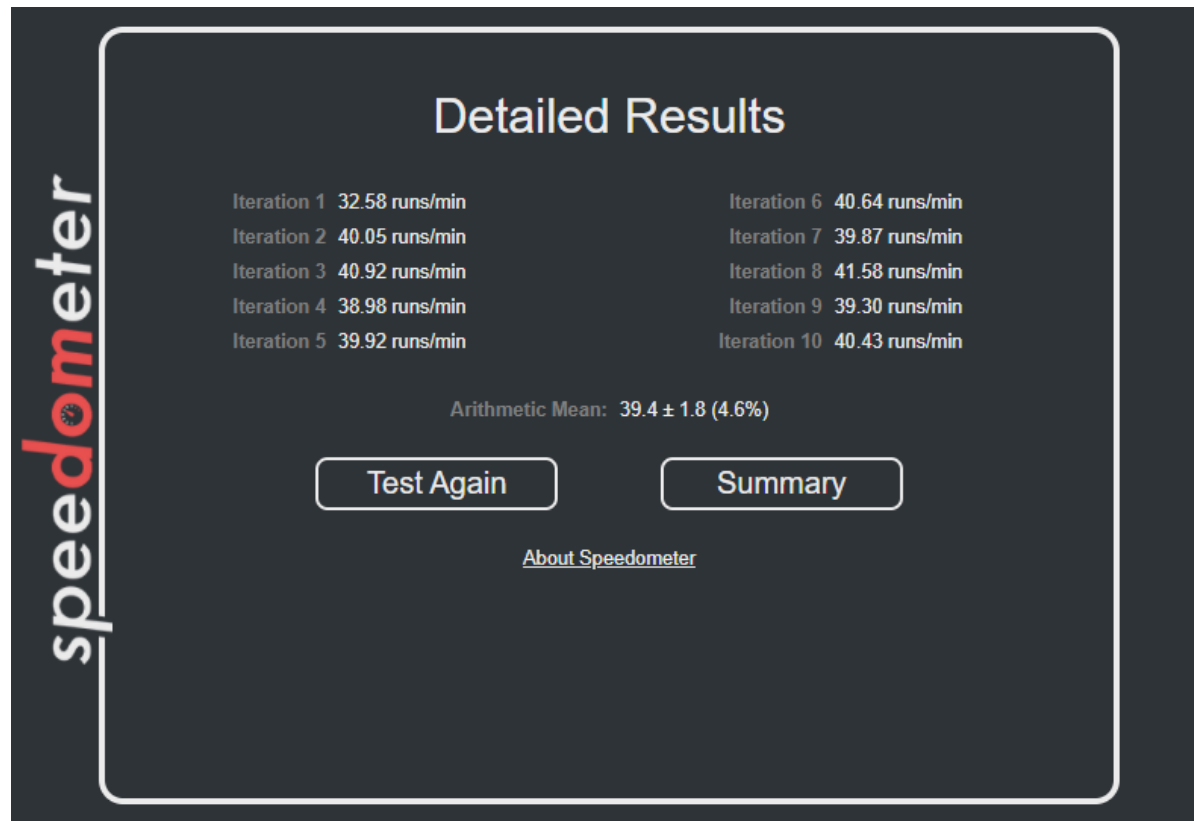 speedometer
Detailed Results
Iteration 1 32.58 runs/min
Iteration 2 40.05 runs/min
Iteration 3 40.92 runs/min
Iteration 4 38.98 runs/min
Iteration 5 39.92 runs/min
Iteration 6 40.64 runs/min
Iteration 7 39.87 runs/min
Iteration 8 41.58 runs/min
Iteration 9 39.30 runs/min
Iteration 10 40.43 runs/min
Arithmetic Mean: 39.4 ± 1.8 (4.6%)
Test Again
Summary
About Speedometer